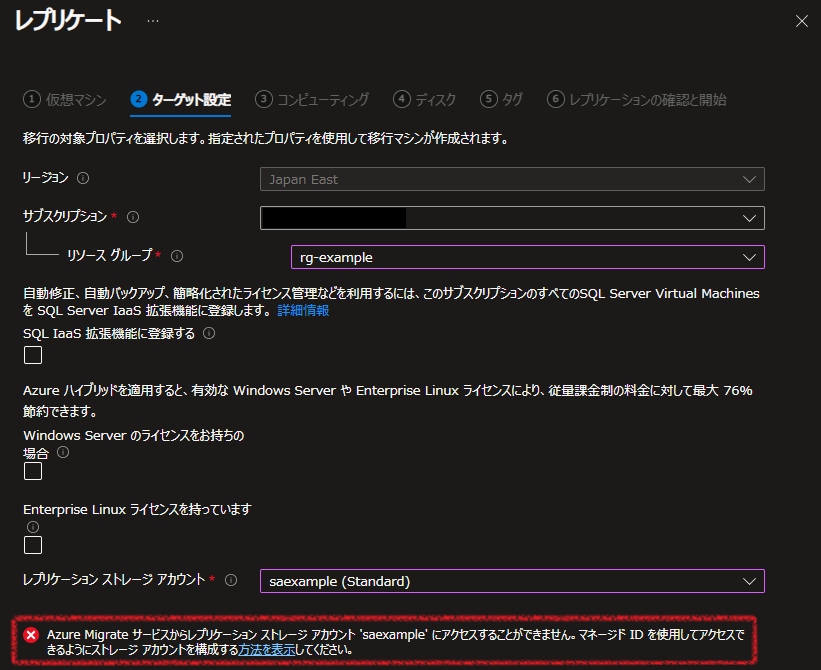 レプリケート ...
1 仮想マシン 2 ターゲット設定 3 コンピューティング 4 ディスク 5 タグ 6 レプリケーションの確認と開始
移行の対象プロパティを選択します。指定されたプロパティを使用して移行マシンが作成されます。
リージョン Japan East
サブスクリプション *
リソース グループ * rg-example
自動修正、自動バックアップ、簡略化されたライセンス管理などを利用するには、このサブスクリプションのすべてのSQL Server Virtual Machines
を SQL Server IaaS 拡張機能に登録します。 詳細情報
SQL IaaS 拡張機能に登録する
Azure ハイブリッドを適用すると、有効な Windows Server や Enterprise Linux ライセンスにより、従量課金制の料金に対して最大 76%
節約できます。
Windows Server のライセンスをお持ちの
場合
Enterprise Linux ライセンスを持っています
レプリケーション ストレージ アカウント * saexample (Standard)
Azure Migrate サービスからレプリケーション ストレージ アカウント 'saexample' にアクセスすることができません。マネージド ID を使用してアクセスで
きるようにストレージ アカウントを構成する方法を表示してください。